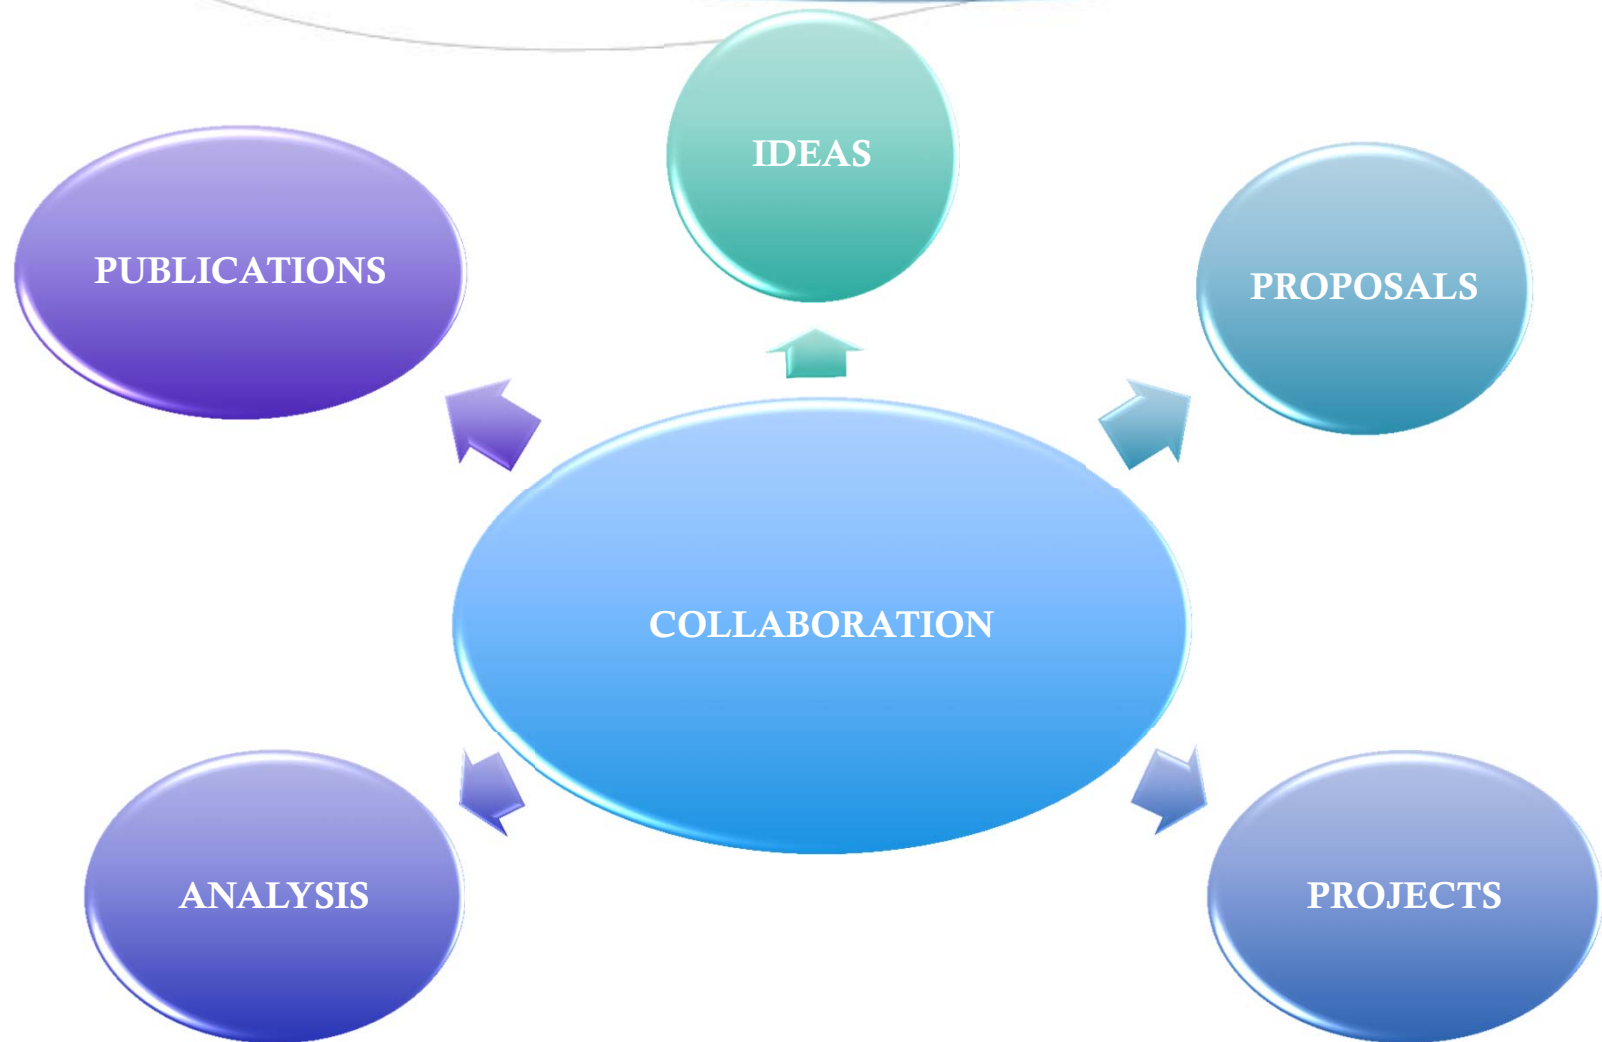 IDEAS
PUBLICATIONS
PROPOSALS
COLLABORATION
ANALYSIS
PROJECTS